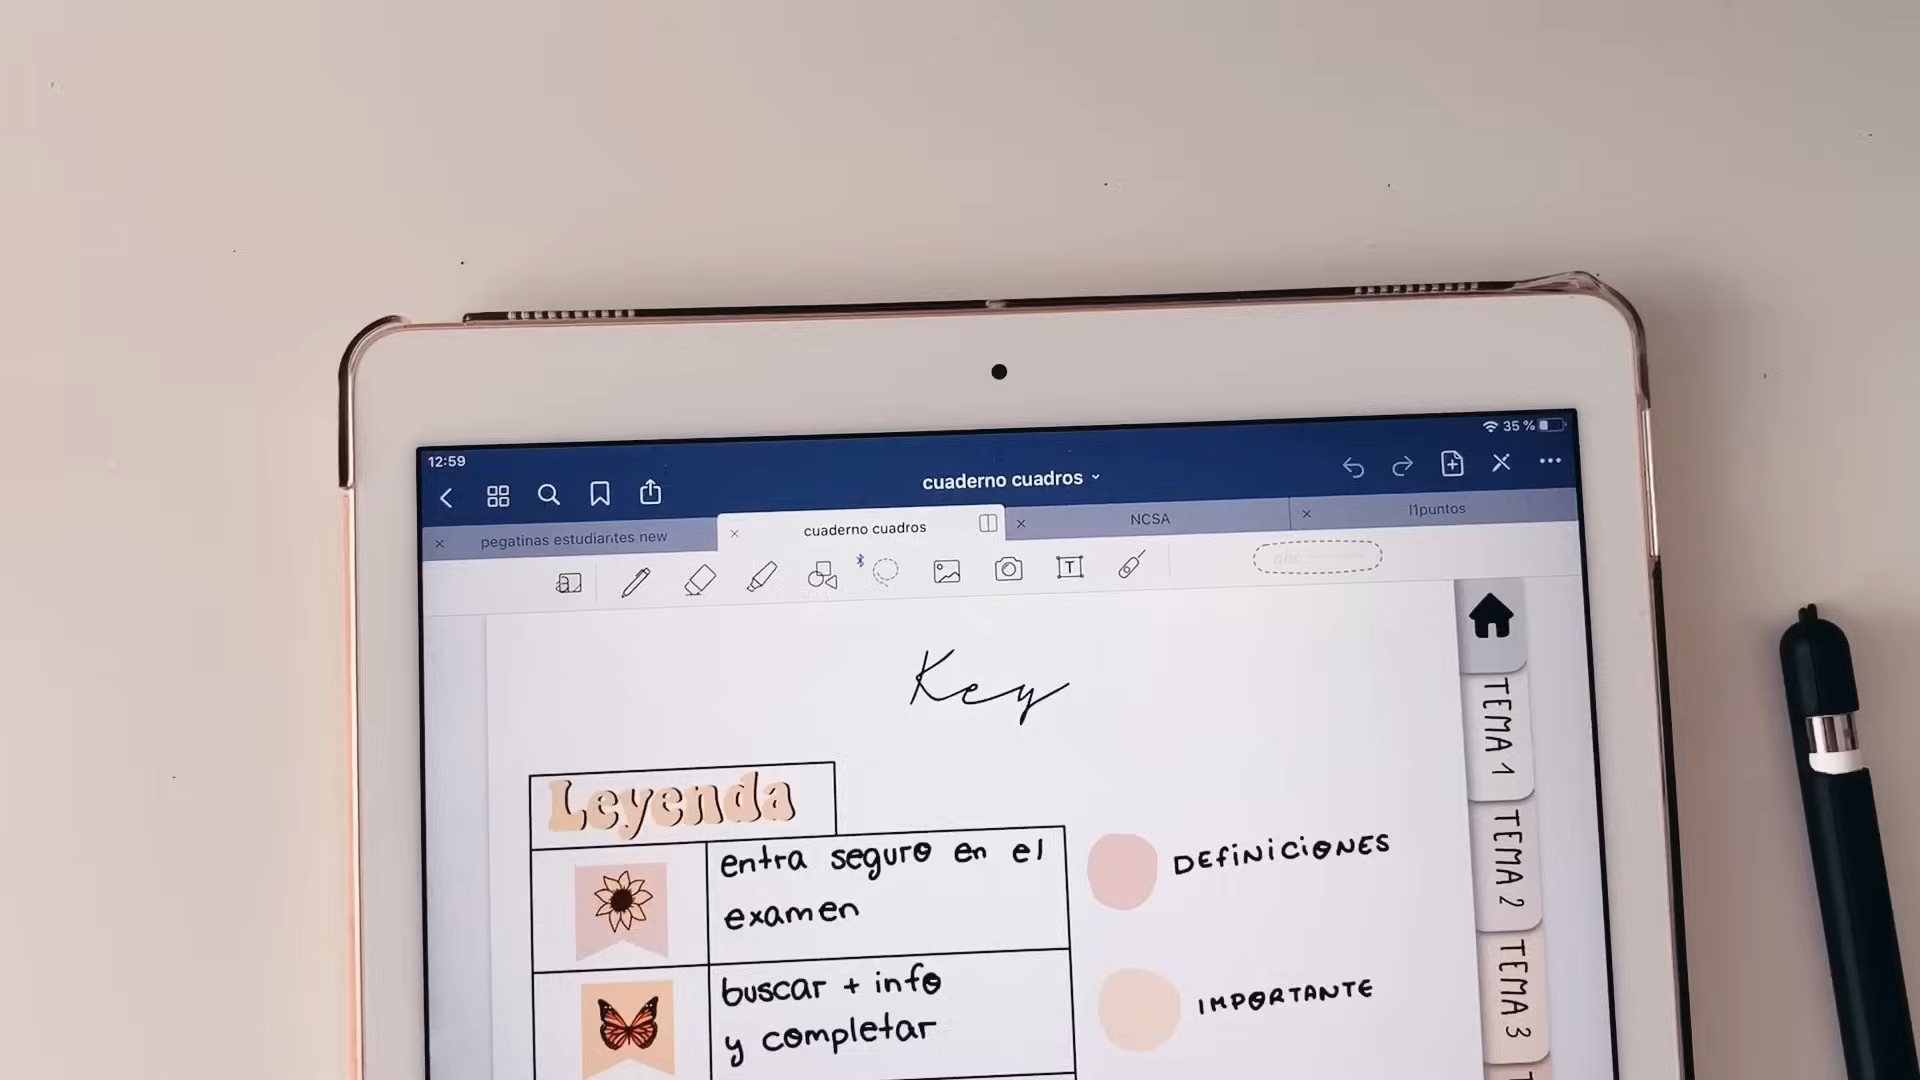 12:59
35 %
cuaderno cuadros
pegatinas estudiantes new
cuaderno cuadros
NCSA
l1puntos
Key
Leyenda
entra seguro en el
examen
buscar + info
y completar
DEFINICIONES
IMPORTANTE
TEMA 1
TEMA 2
TEMA 3